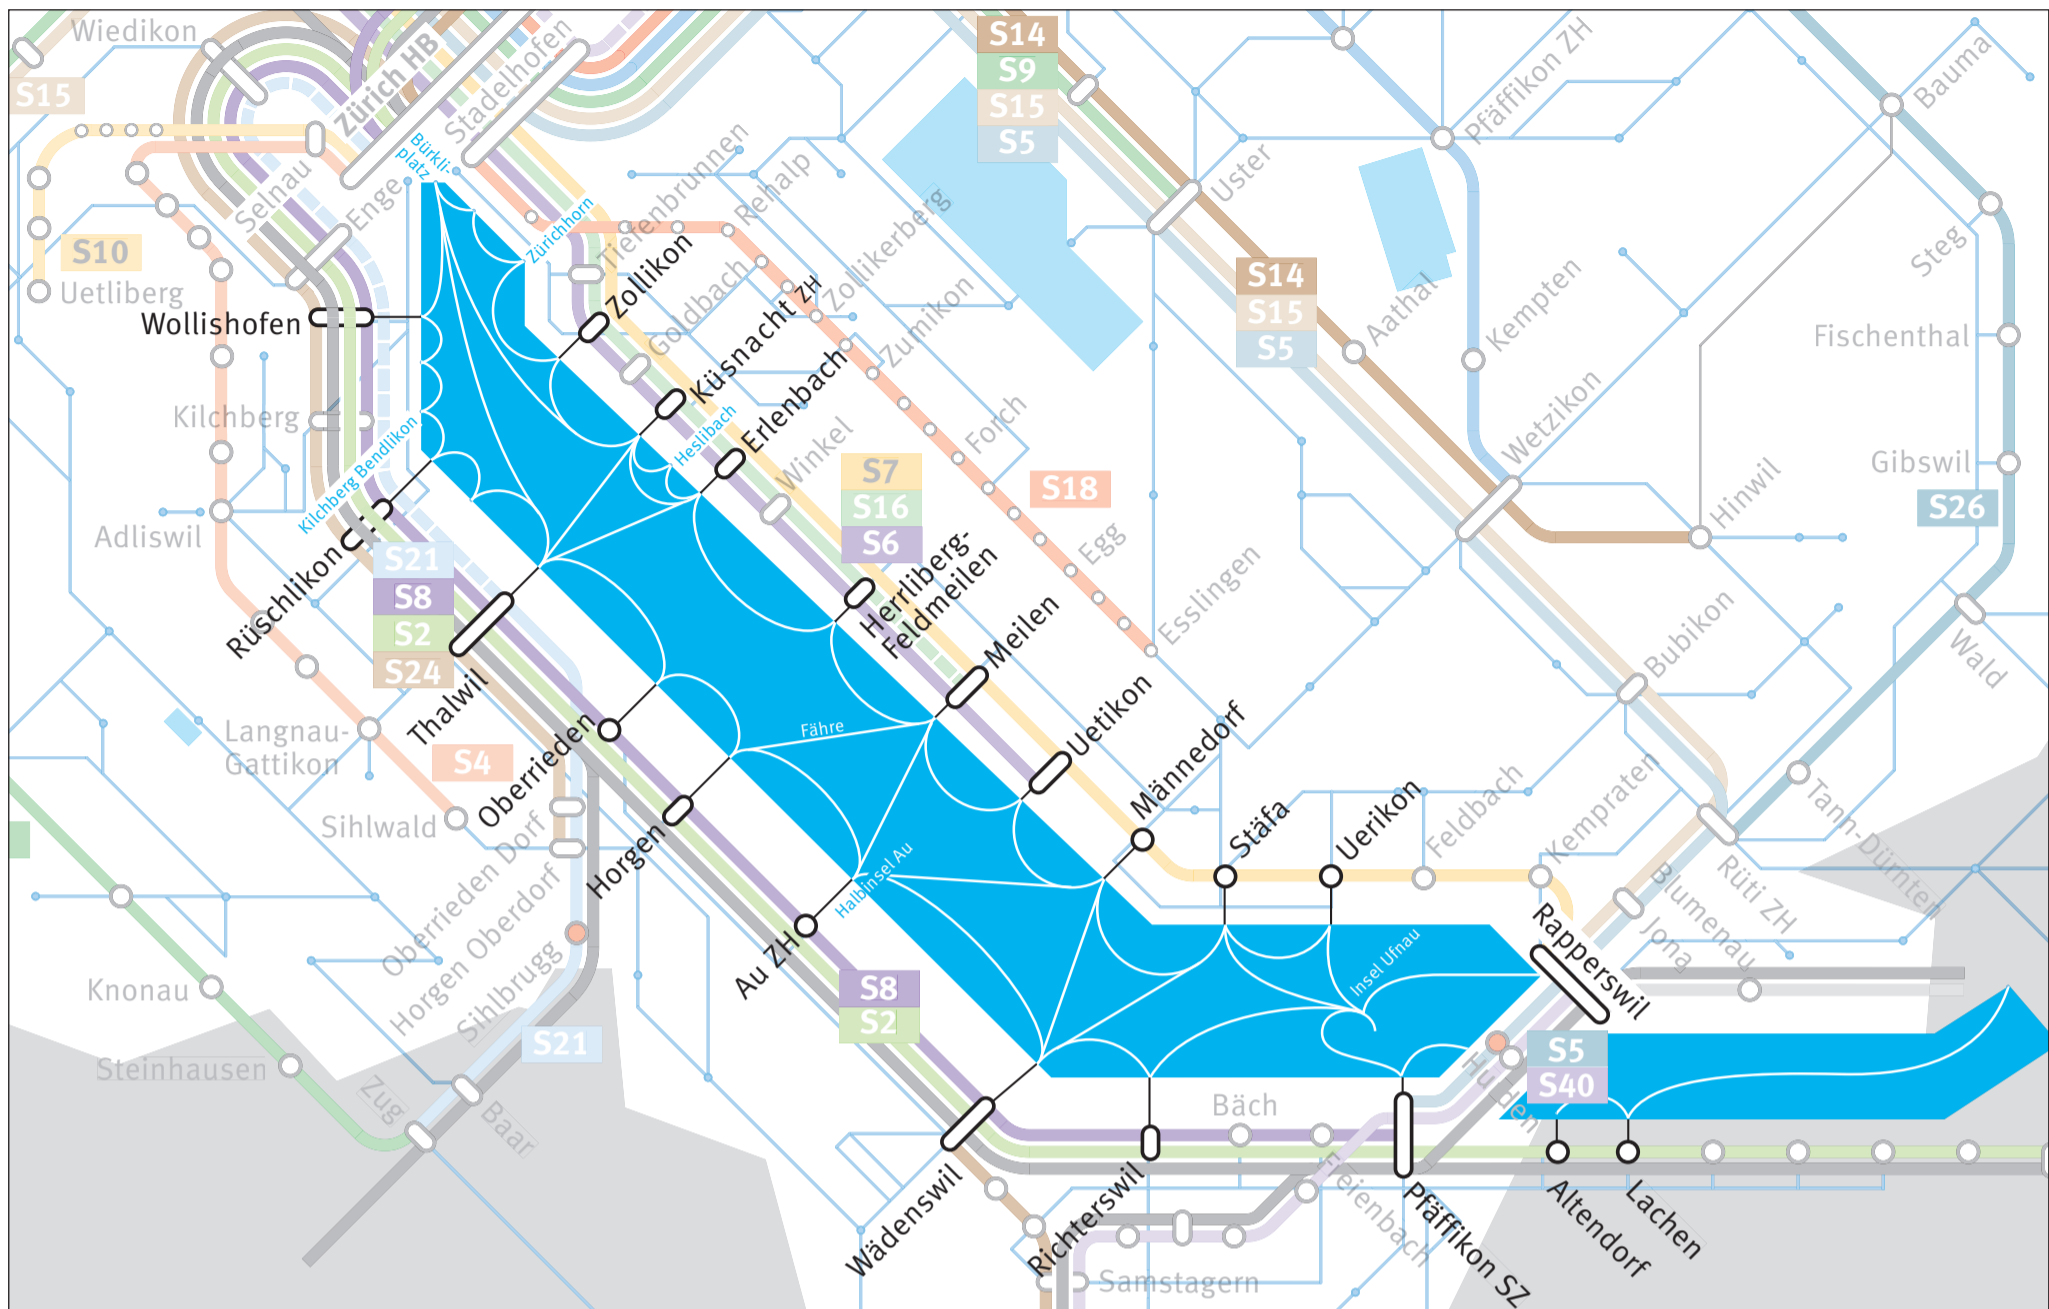 Wiedikon
S15
Zürich HB
Stadelhofen
S14
S9
S15
S5
Pfäffikon ZH
Bauma
Bürkli-
platz
Selnau
Enge
Zürichhorn
Tiefenbrunnen
Rehalp
Zollikerberg
Uster
Steg
S10
Uetliberg
Wollishofen
Zollikon
Goldbach
Küsnacht ZH
Zumikon
S14
S15
S5
Aathal
Kempten
Fischenthal
Kilchberg
Kilchberg Bendlikon
Erlenbach
Heslibach
Winkel
Forch
Wetzikon
Hinwil
Gibswil
S26
S7
S16
S6
S18
Adliswil
Rüschlikon
S21
S8
S2
S24
Herrliberg-
Feldmeilen
Egg
Esslingen
Meilen
Bubikon
Wald
Thalwil
Langnau-
Gattikon
S4
Oberrieden
Fähre
Uetikon
Männedorf
Sihlwald
Oberrieden Dorf
Horgen
Horgen Oberdorf
Sihlbrugg
Halbinsel Au
Au ZH
Stäfa
Uerikon
Feldbach
Kempraten
Tann-Dürnten
Rüti ZH
Blumenau
Jona
Rapperswil
Insel Ufnau
Knonau
S8
S2
S21
Steinhausen
Zug
Baar
S5
S40
Hurden
Bäch
Wädenswil
Richterswil
Freienbach
Pfäffikon SZ
Altendorf
Lachen
Samstagern